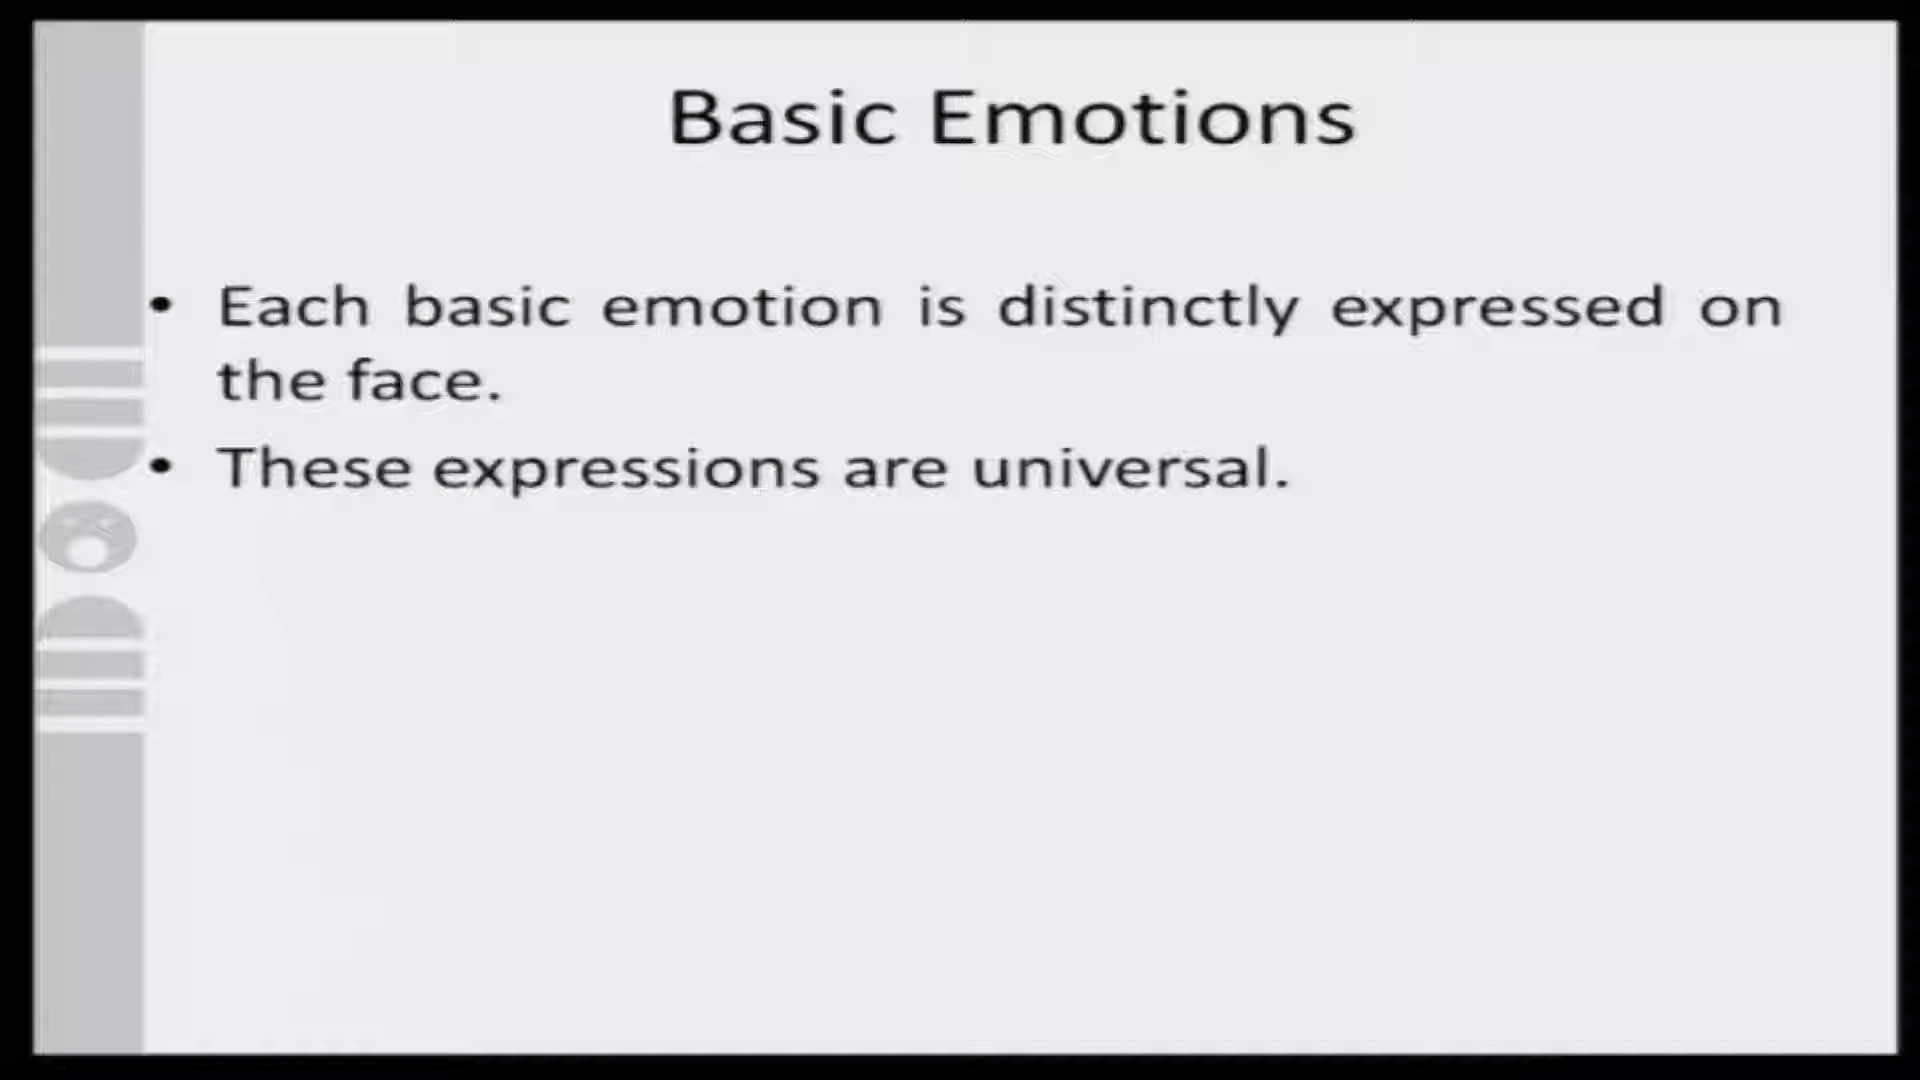 Basic Emotions
• Each basic emotion is distinctly expressed on
the face.
• These expressions are universal.